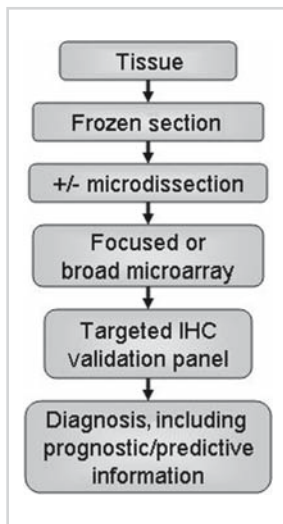 Tissue
Frozen section
+/- microdissection
Focused or
broad microarray
Targeted IHC
validation panel
Diagnosis, including
prognostic/predictive
information